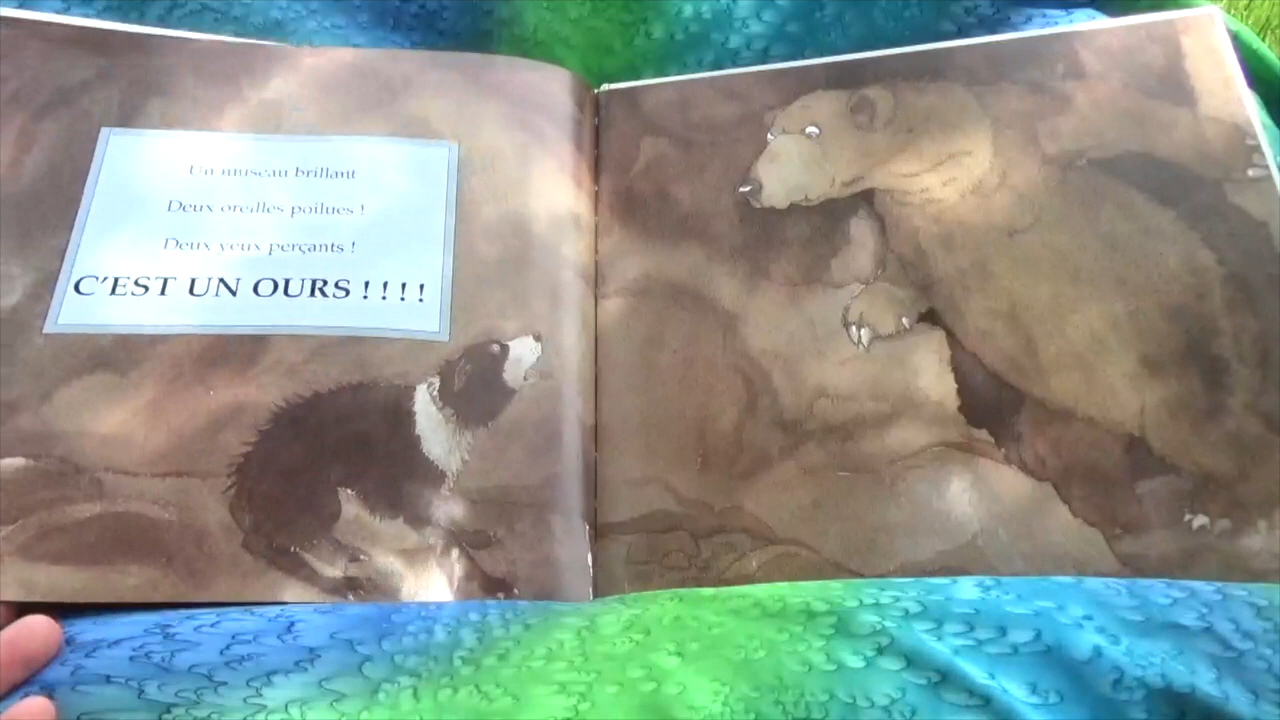 Un museau brillant
Deux oreilles poilues !
Deux yeux perçants !
C'EST UN OURS ! ! ! !